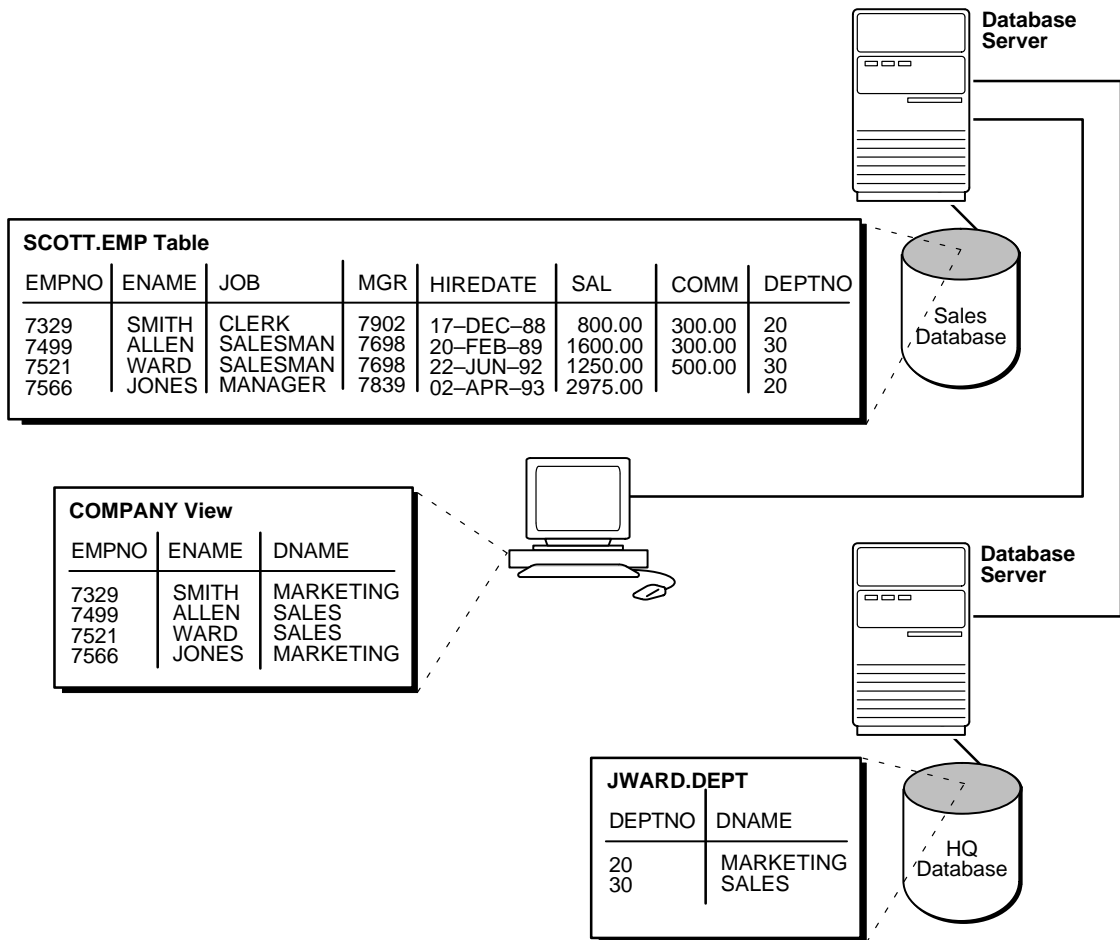 Database
Server
SCOTT.EMP Table
EMPNO ENAME JOB MGR HIREDATE SAL COMM DEPTNO
7329 SMITH CLERK 7902 17–DEC–88 800.00 300.00 20
7499 ALLEN SALESMAN 7698 20–FEB–89 1600.00 300.00 30
7521 WARD SALESMAN 7698 22–JUN–92 1250.00 500.00 30
7566 JONES MANAGER 7839 02–APR–93 2975.00 20
Sales
Database
COMPANY View
EMPNO ENAME DNAME
7329 SMITH MARKETING
7499 ALLEN SALES
7521 WARD SALES
7566 JONES MARKETING
Database
Server
JWARD.DEPT
DEPTNO DNAME
20 MARKETING
30 SALES
HQ
Database